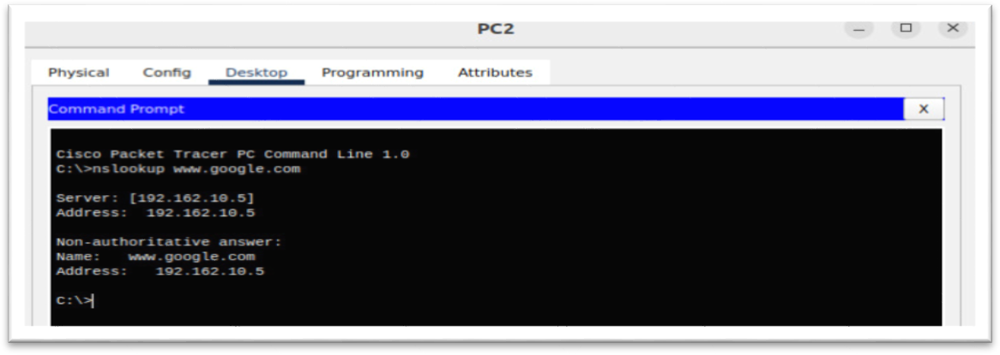 PC2
Physical Config Desktop Programming Attributes
Command Prompt X
Cisco Packet Tracer PC Command Line 1.0
C:\>nslookup www.google.com
Server: [192.162.10.5]
Address: 192.162.10.5
Non-authoritative answer:
Name: www.google.com
Address: 192.162.10.5
C:\>